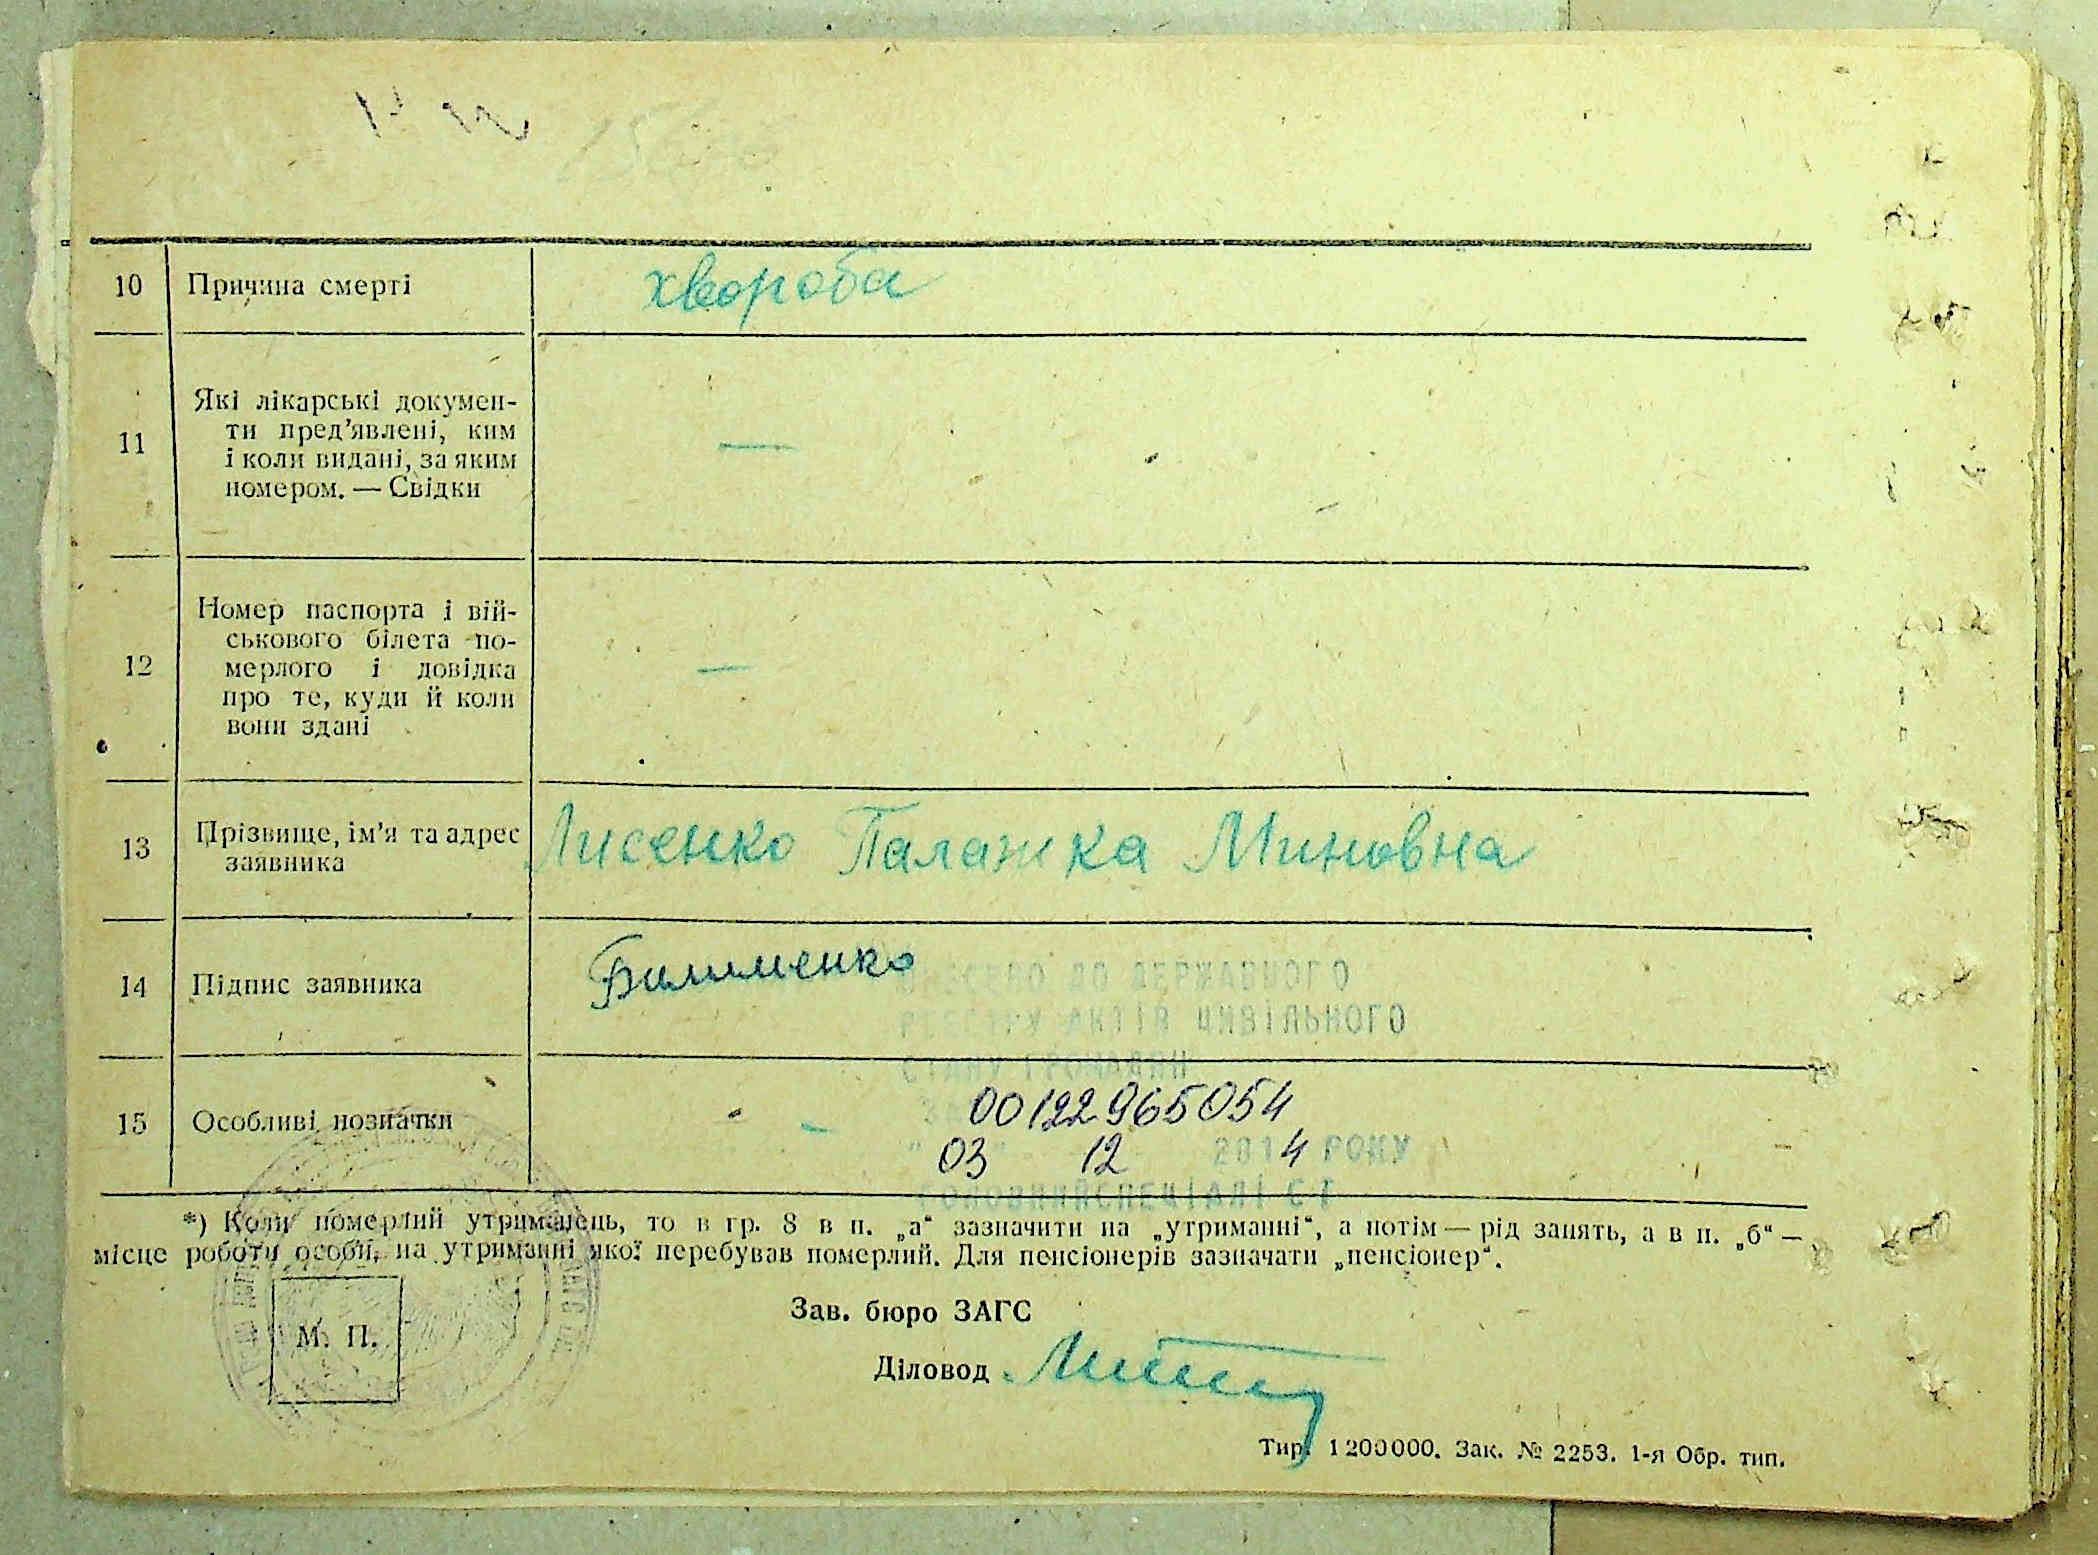 10 Причина смерті хвороба
11 Які лікарські докумен-
ти пред'явлені, ким
і коли видані, за яким
номером. — Свідки —
12 Номер паспорта і вій-
ськового білета по-
мерлого і довідка
про те, куди й коли
вони здані —
13 Прізвище, ім'я та адрес
заявника Лисенко Палажка Миновна
14 Підпис заявника
ВНЕСЕНО ДО ДЕРЖАВНОГО
РЕЄСТРУ АКТІВ ЦИВІЛЬНОГО
СТАНУ ГРОМАДЯН
15 Особливі позначки - 00122965054
03 12 2014 РОКУ
ГОЛОВНИЙ СПЕЦІАЛІСТ
*) Коли померлий утриманець, то в гр. 8 в п. „а“ зазначити на „утриманні“, а потім — рід занять, а в п. „б“ —
місце роботи особи, на утриманні якої перебував померлий. Для пенсіонерів зазначати „пенсіонер“.
М. П.
Зав. бюро ЗАГС
Діловод
Тир. 1200000. Зак. № 2253. 1-я Обр. тип.